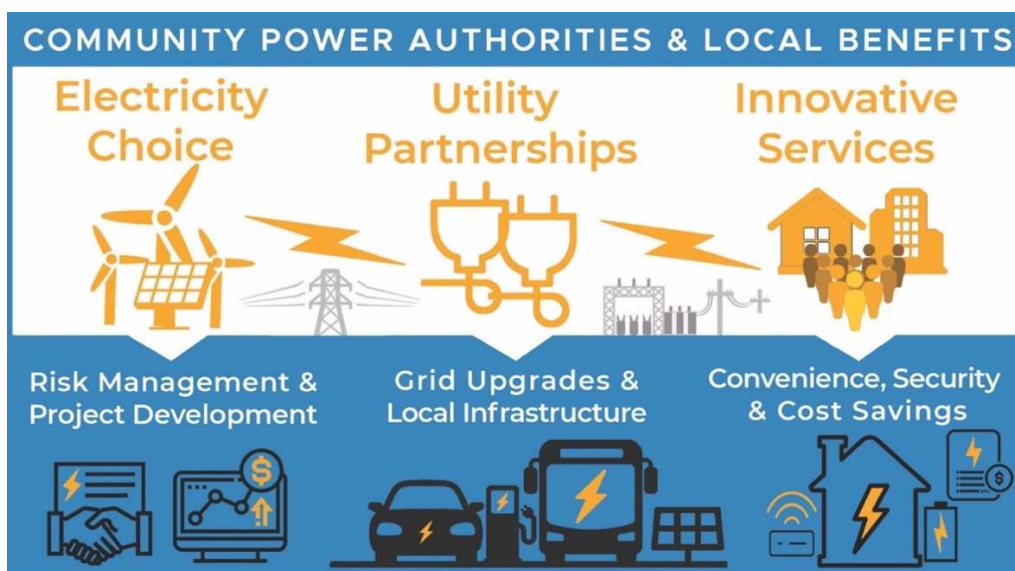 COMMUNITY POWER AUTHORITIES & LOCAL BENEFITS
Electricity
Choice
Utility
Partnerships
Innovative
Services
Risk Management &
Project Development
Grid Upgrades &
Local Infrastructure
Convenience, Security
& Cost Savings
$
$